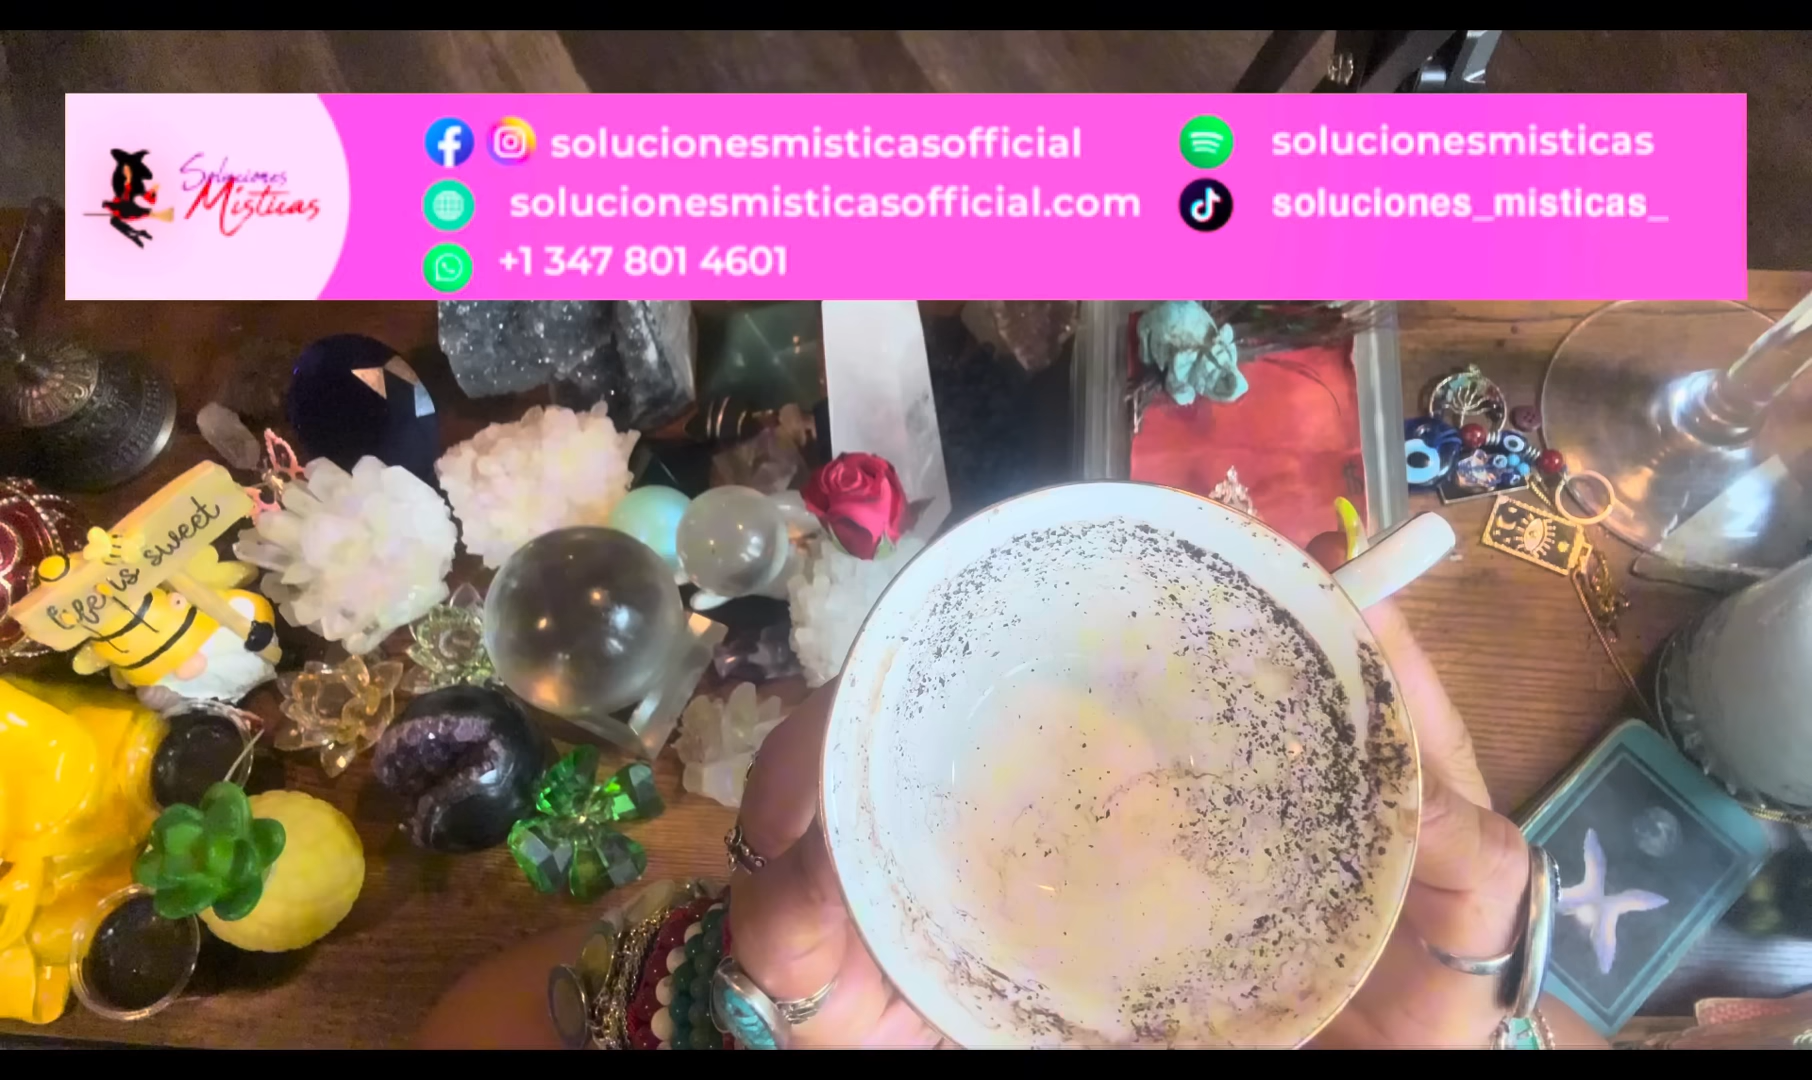 Soluciones
Misticas
solucionesmisticasofficial
solucionesmisticasofficial.com
+1 347 801 4601
solucionesmisticas
soluciones_misticas_
life is sweet